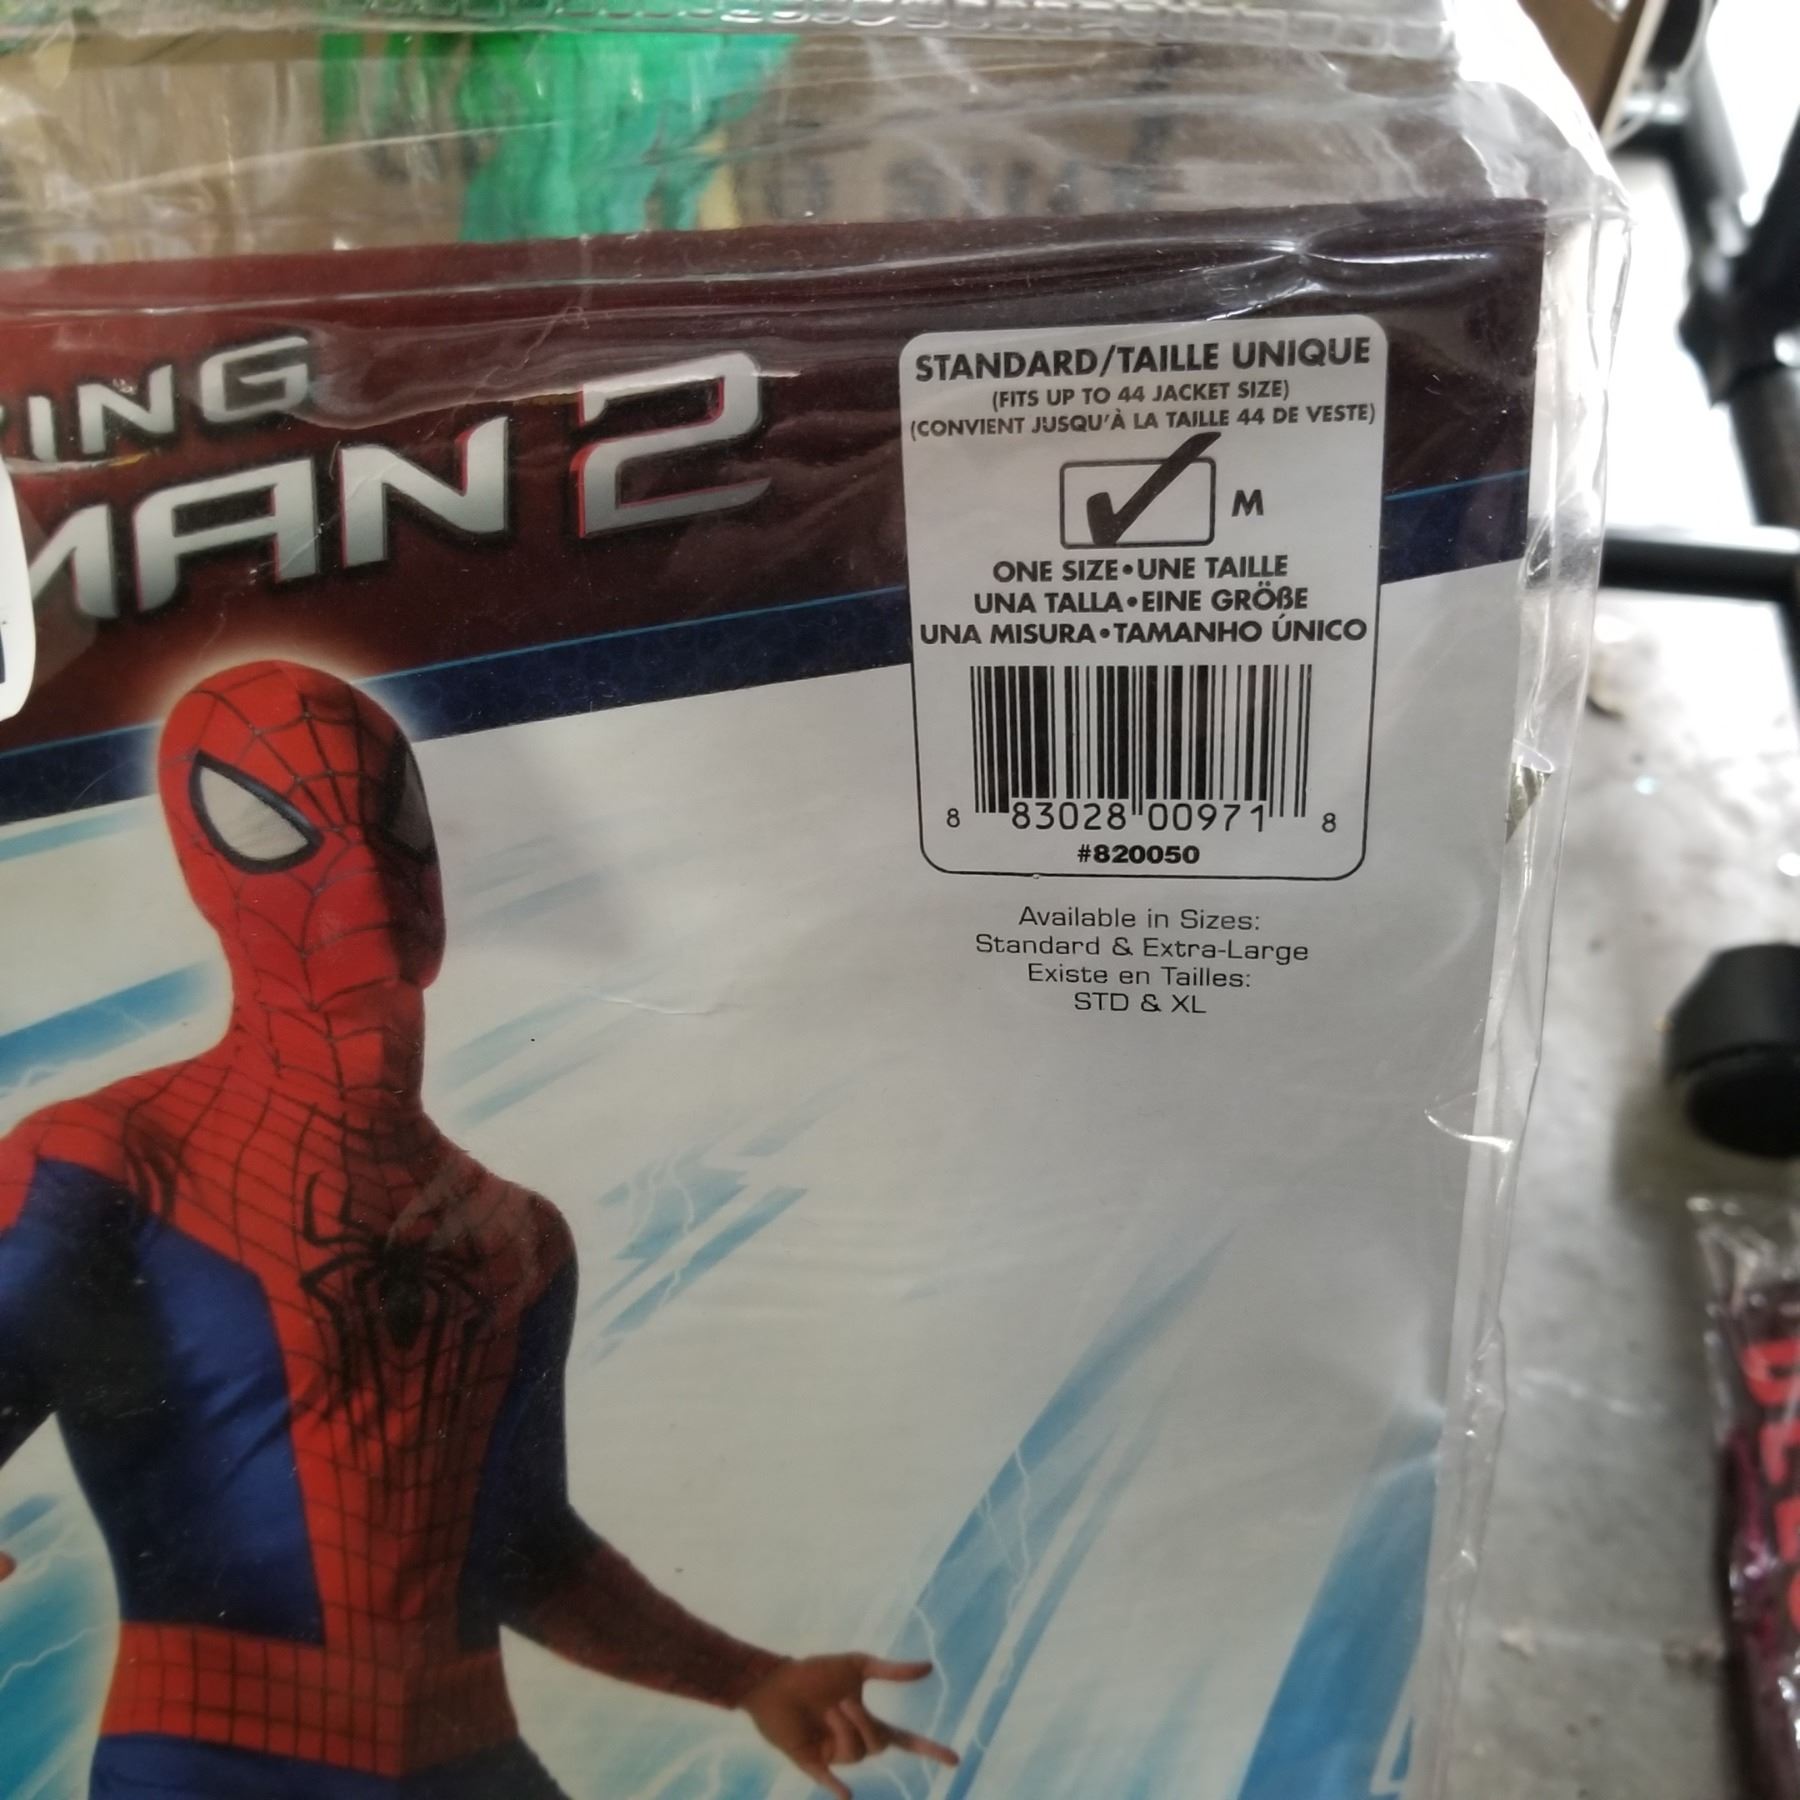 ING
MAN 2
STANDARD/TAILLE UNIQUE
(FITS UP TO 44 JACKET SIZE)
(CONVIENT JUSQU'À LA TAILLE 44 DE VESTE)
M
ONE SIZE•UNE TAILLE
UNA TALLA•EINE GRÖßE
UNA MISURA•TAMANHO ÚNICO
8 83028 00971 8
#820050
Available in Sizes:
Standard & Extra-Large
Existe en Tailles:
STD & XL